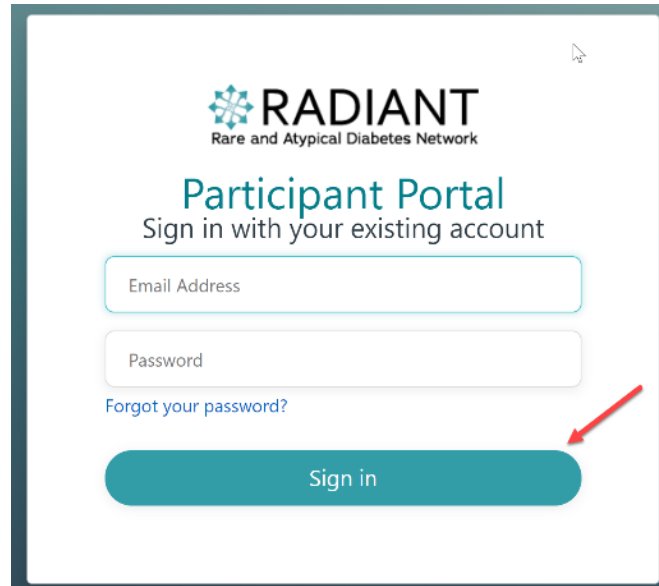 RADIANT
Rare and Atypical Diabetes Network
Participant Portal
Sign in with your existing account
Email Address
Password
Forgot your password?
Sign in